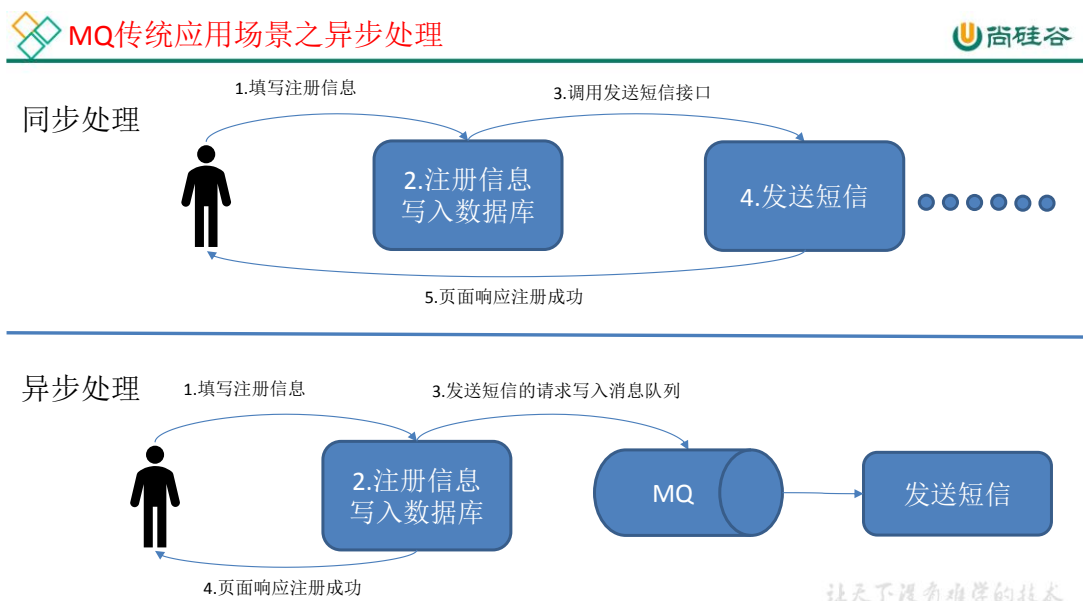 MQ传统应用场景之异步处理
尚硅谷
1.填写注册信息
3.调用发送短信接口
同步处理
2.注册信息
写入数据库
4.发送短信
5.页面响应注册成功
异步处理
1.填写注册信息
3.发送短信的请求写入消息队列
2.注册信息
写入数据库
MQ
发送短信
4.页面响应注册成功
让天下没有难学的技术